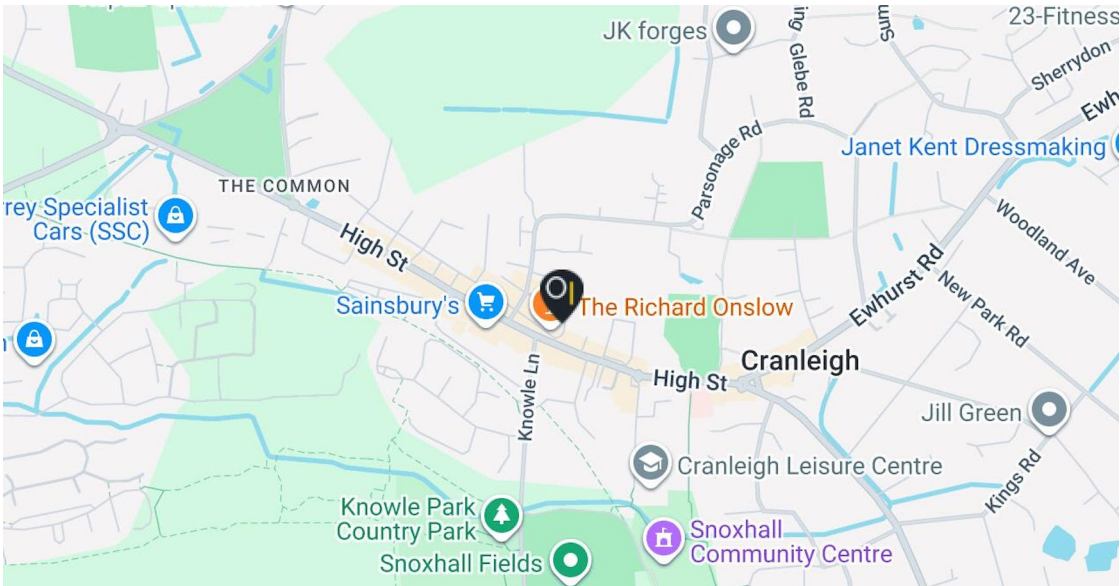 JK forges
23-Fitness
Glebe Rd
Sherrydon
Parsonage Rd
Janet Kent Dressmaking
THE COMMON
Specialist
Cars (SSC)
High St
Woodland Ave
Ewhurst Rd
New Park Rd
Sainsbury's
The Richard Onslow
Cranleigh
High St
Knowle Ln
Jill Green
Cranleigh Leisure Centre
Kings Rd
Knowle Park
Country Park
Snoxhall Fields
Snoxhall
Community Centre